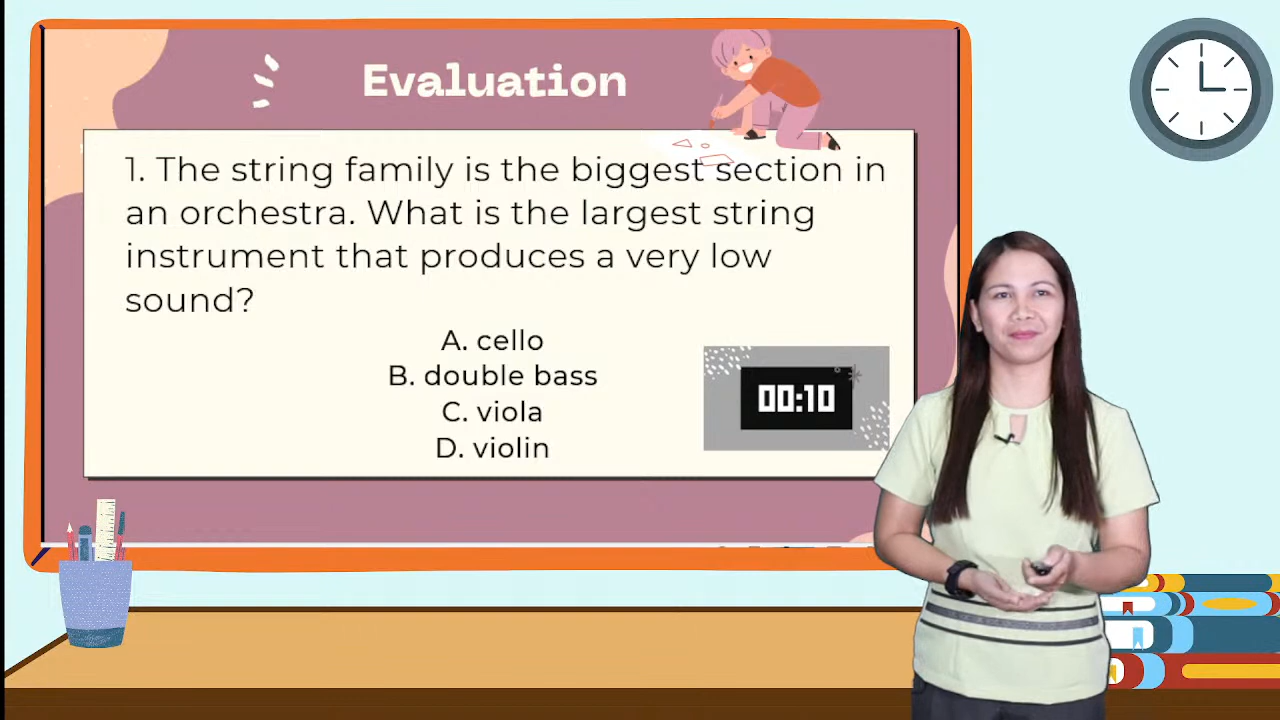 Evaluation
1. The string family is the biggest section in
an orchestra. What is the largest string
instrument that produces a very low
sound?
A. cello
B. double bass
C. viola
D. violin
00:10